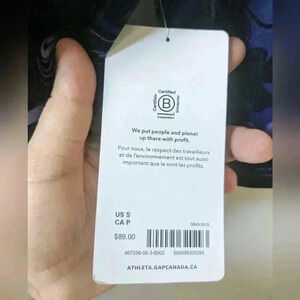 Certified
B
Corporation
We put people and planet
up there with profit.
Pour nous, le respect des travailleurs
et de l'environnement est tout aussi
important que le sont les profits.
US S
CA P
$89.00
ATHLETA.GAPCANADA.CA